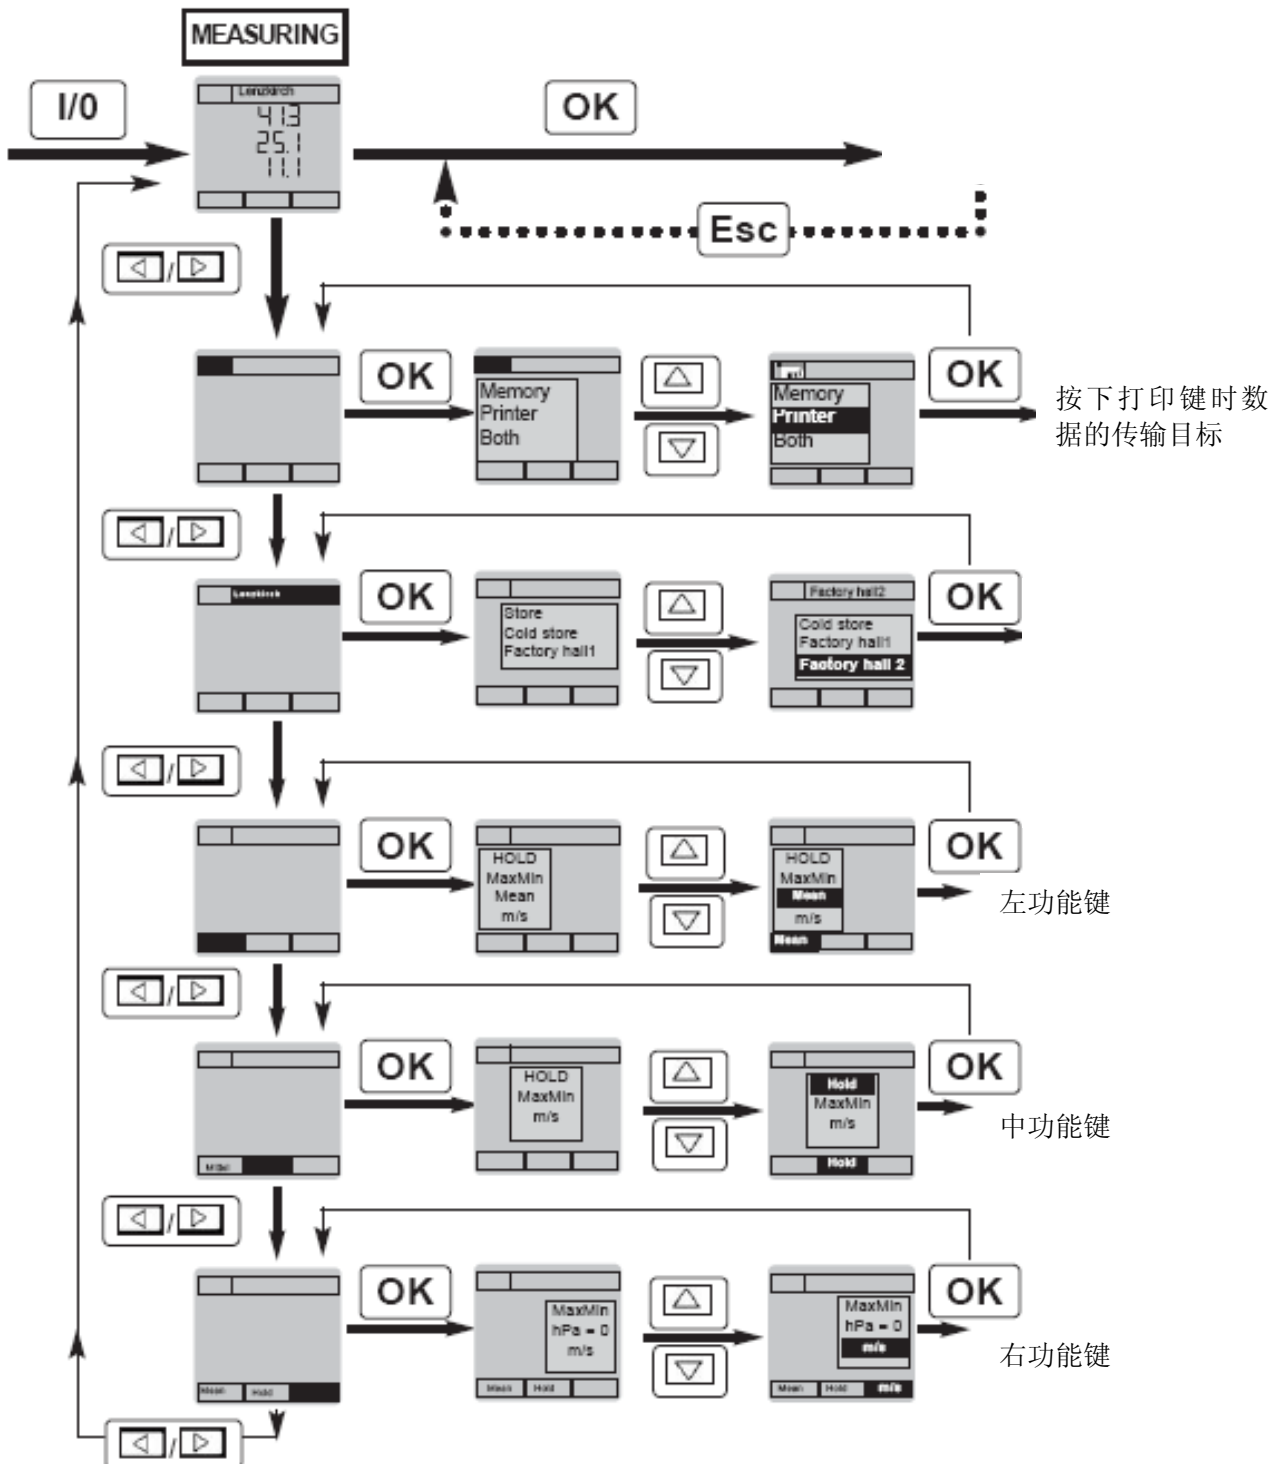 MEASURING
I/0
Lenzkirch
41.3
25.1
11.1
OK
Esc
/
OK
Memory
Printer
Both
Memory
Printer
Both
OK
按下打印键时数
据的传输目标
/
Lenzkirch
OK
Store
Cold store
Factory hall1
Factory hall2
Cold store
Factory hall1
Factory hall 2
OK
/
OK
HOLD
MaxMin
Mean
m/s
HOLD
MaxMin
Mean
m/s
Mean
OK
左功能键
/
OK
HOLD
MaxMin
m/s
Hold
MaxMin
m/s
Hold
OK
中功能键
/
Mean Hold
OK
MaxMin
hPa = 0
m/s
Mean Hold
MaxMin
hPa = 0
m/s
Mean Hold m/s
OK
右功能键
/